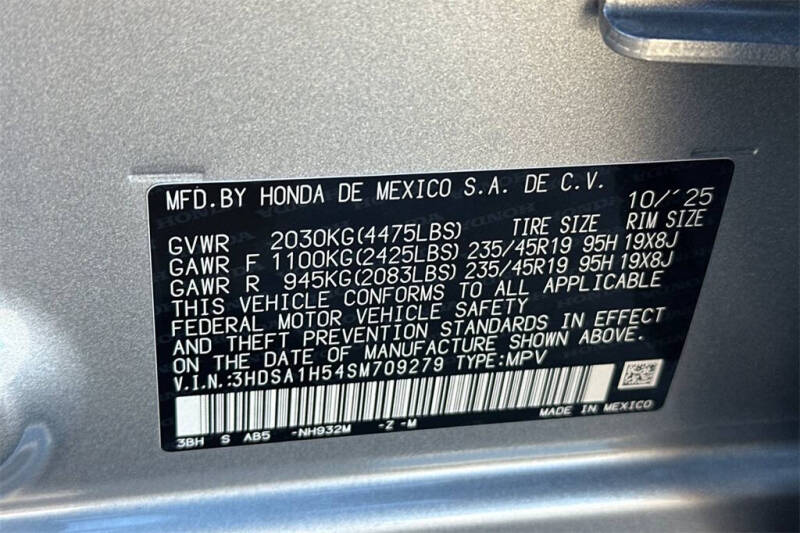 MFD.BY HONDA DE MEXICO S.A. DE C.V. 10/'25
TIRE SIZE RIM SIZE
GVWR 2030KG(4475LBS)
GAWR F 1100KG(2425LBS) 235/45R19 95H 19X8J
GAWR R 945KG(2083LBS) 235/45R19 95H 19X8J
THIS VEHICLE CONFORMS TO ALL APPLICABLE
FEDERAL MOTOR VEHICLE SAFETY
AND THEFT PREVENTION STANDARDS IN EFFECT
ON THE DATE OF MANUFACTURE SHOWN ABOVE.
V.I.N.:3HDSA1H54SM709279 TYPE:MPV
MADE IN MEXICO
3BH S AB5 -NH932M -Z -M